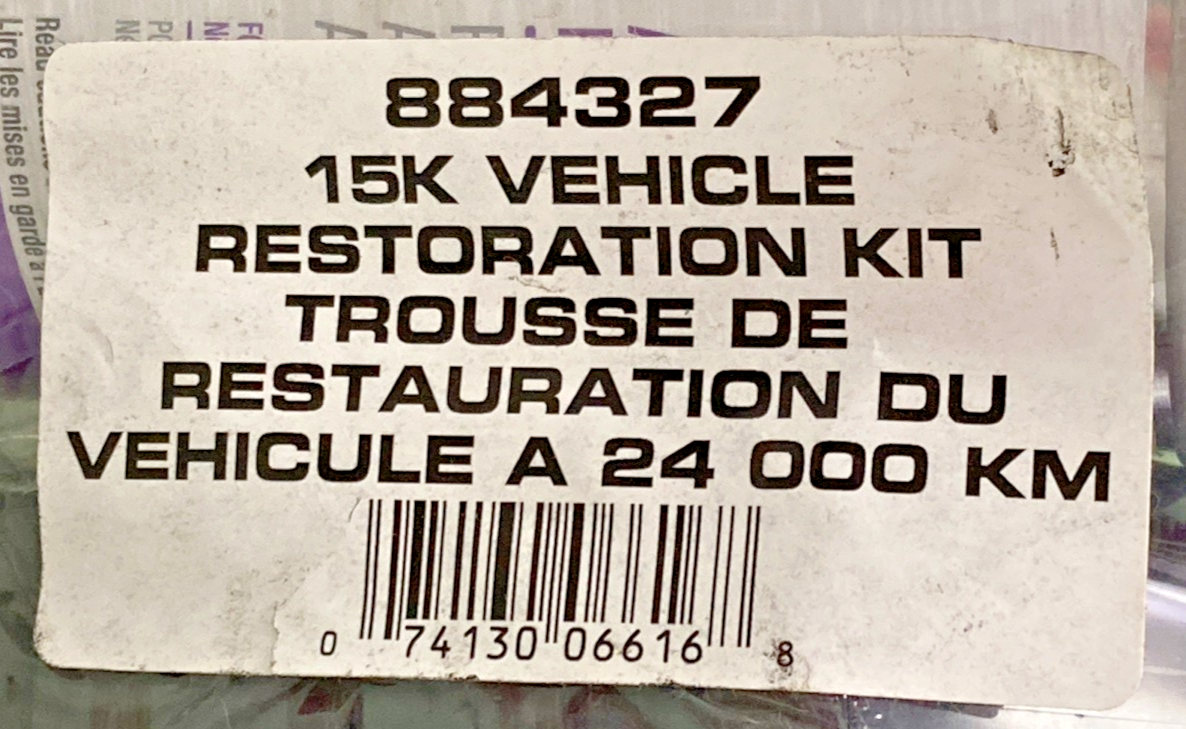 884327
15K VEHICLE
RESTORATION KIT
TROUSSE DE
RESTAURATION DU
VEHICULE A 24 000 KM
0 74130 06616 8
Lire les mises en garde